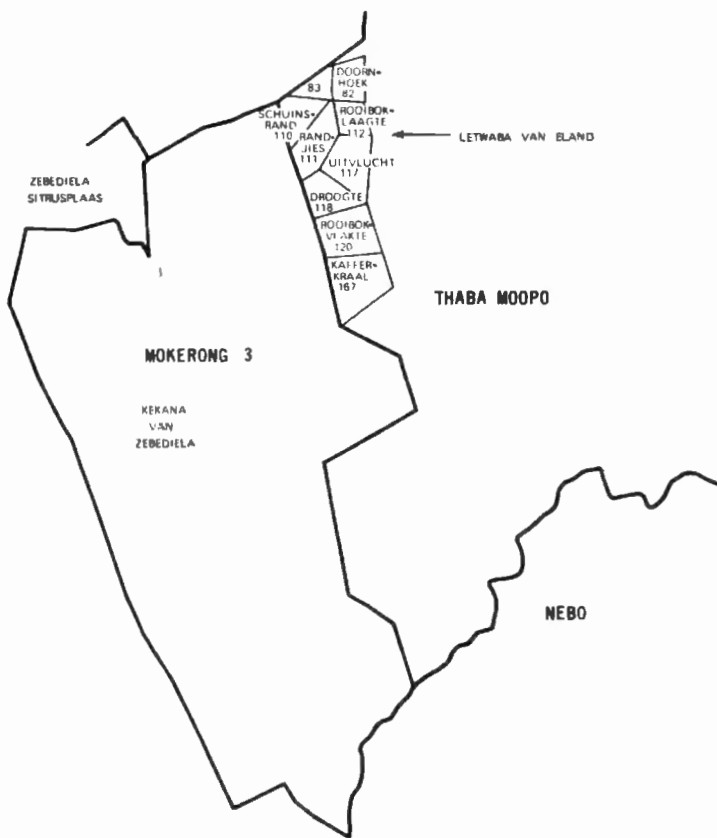 DOORN-
HOEK
82
83
SCHUINS-
RAND
110
ROOIBOK-
LAAGTE
112
LETWABA VAN ELAND
RAND-
JIES
111
UITVLUCHT
117
ZEBEDIELA
SITRUSPLAAS
DROOGTE
118
ROOIBOK-
VLAKTE
120
KAFFER-
KRAAL
167
THABA MOOPO
MOKERONG 3
KEKANA
VAN
ZEBEDIELA
NEBO